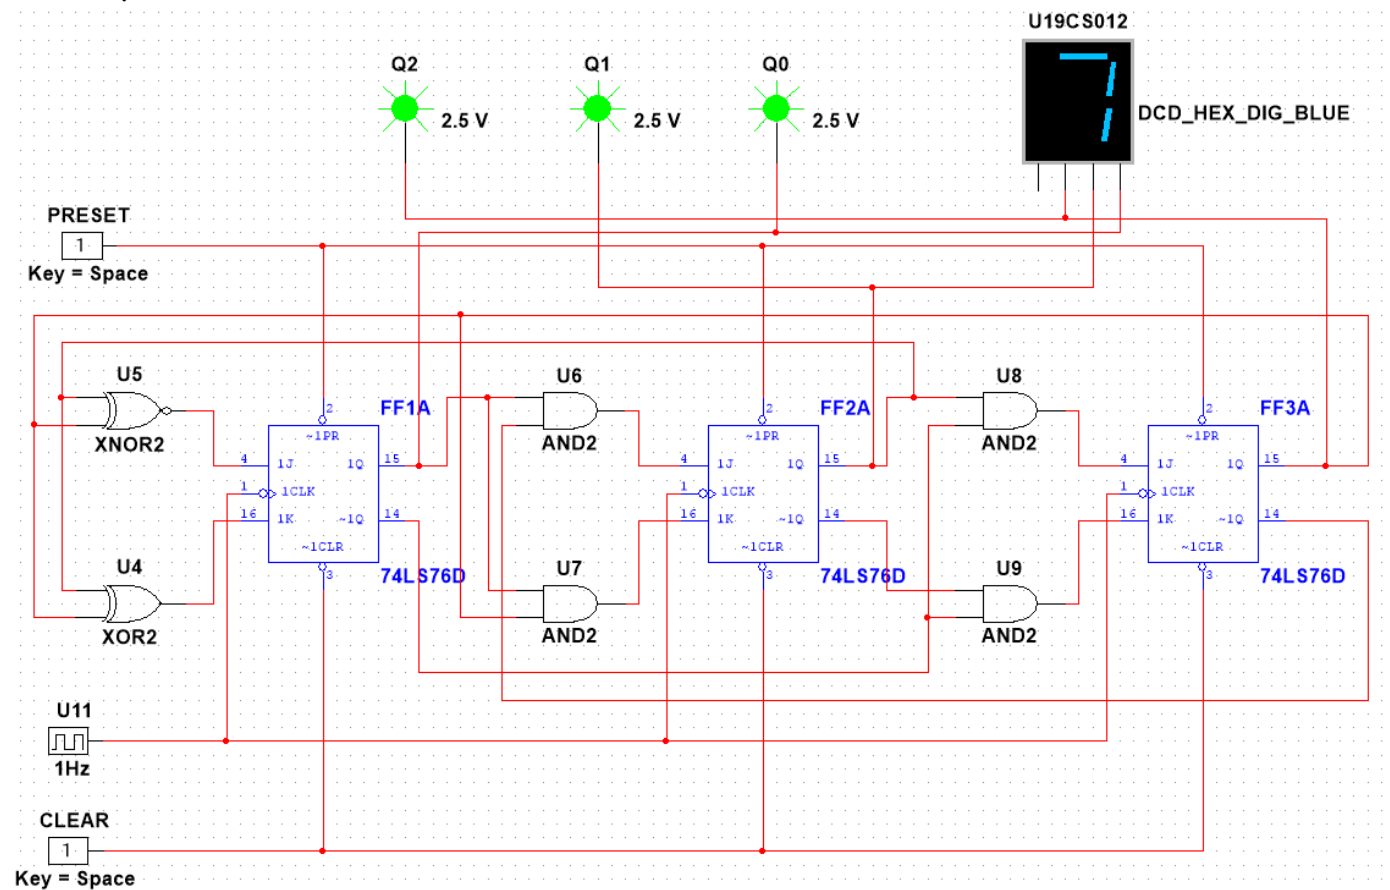 U19CS012
Q2
Q1
Q0
2.5 V
2.5 V
2.5 V
7
DCD_HEX_DIG_BLUE
PRESET
1
Key = Space
U5
XNOR2
FF1A
2
~1PR
4
1J
1Q
15
1
1CLK
16
1K
~1Q
14
~1CLR
3
74LS76D
U4
XOR2
U6
AND2
U7
AND2
FF2A
2
~1PR
4
1J
1Q
15
1
1CLK
16
1K
~1Q
14
~1CLR
3
74LS76D
U8
AND2
U9
AND2
FF3A
2
~1PR
4
1J
1Q
15
1
1CLK
16
1K
~1Q
14
~1CLR
3
74LS76D
U11
1Hz
CLEAR
1
Key = Space